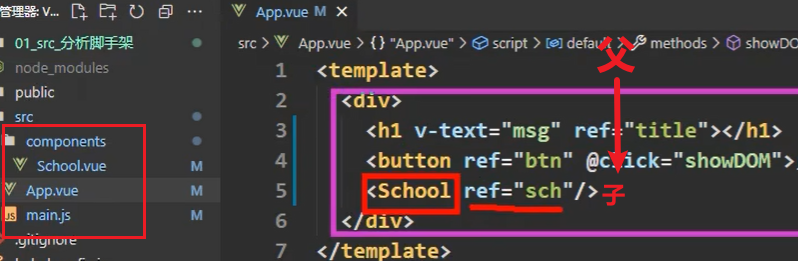 管理器: V...
01_src_分析脚手架
node_modules
public
src
components
School.vue M
App.vue M
JS main.js M
.gitignore
App.vue M
src > App.vue > {} "App.vue" > script > default > methods > showDO
父
1 <template>
2 <div>
3 <h1 v-text="msg" ref="title"></h1>
4 <button ref="btn" @click="showDOM">
5 <School ref="sch"/>
子
6 </div>
7 </template>